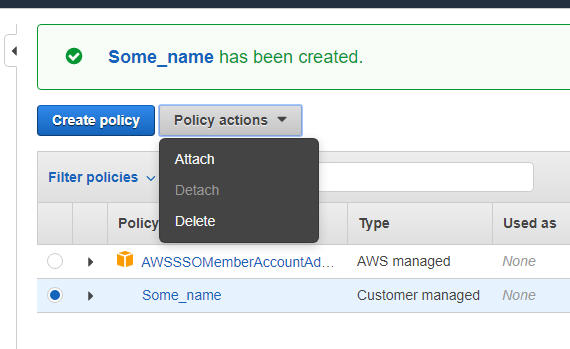 Some_name has been created.
Create policy Policy actions
Attach
Filter policies
Detach
Delete
Policy Type Used as
AWSSSOMemberAccountAd... AWS managed None
Some_name Customer managed None